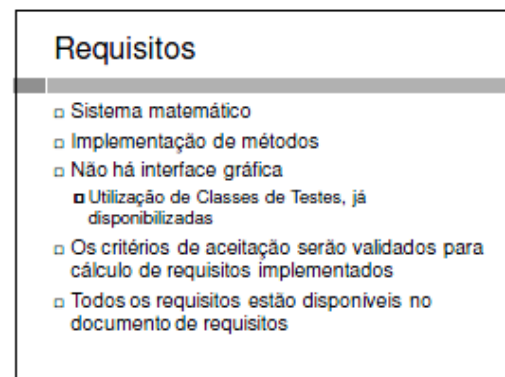 Requisitos
Sistema matemático
Implementação de métodos
Não há interface gráfica
Utilização de Classes de Testes, já
disponibilizadas
Os critérios de aceitação serão validados para
cálculo de requisitos implementados
Todos os requisitos estão disponíveis no
documento de requisitos